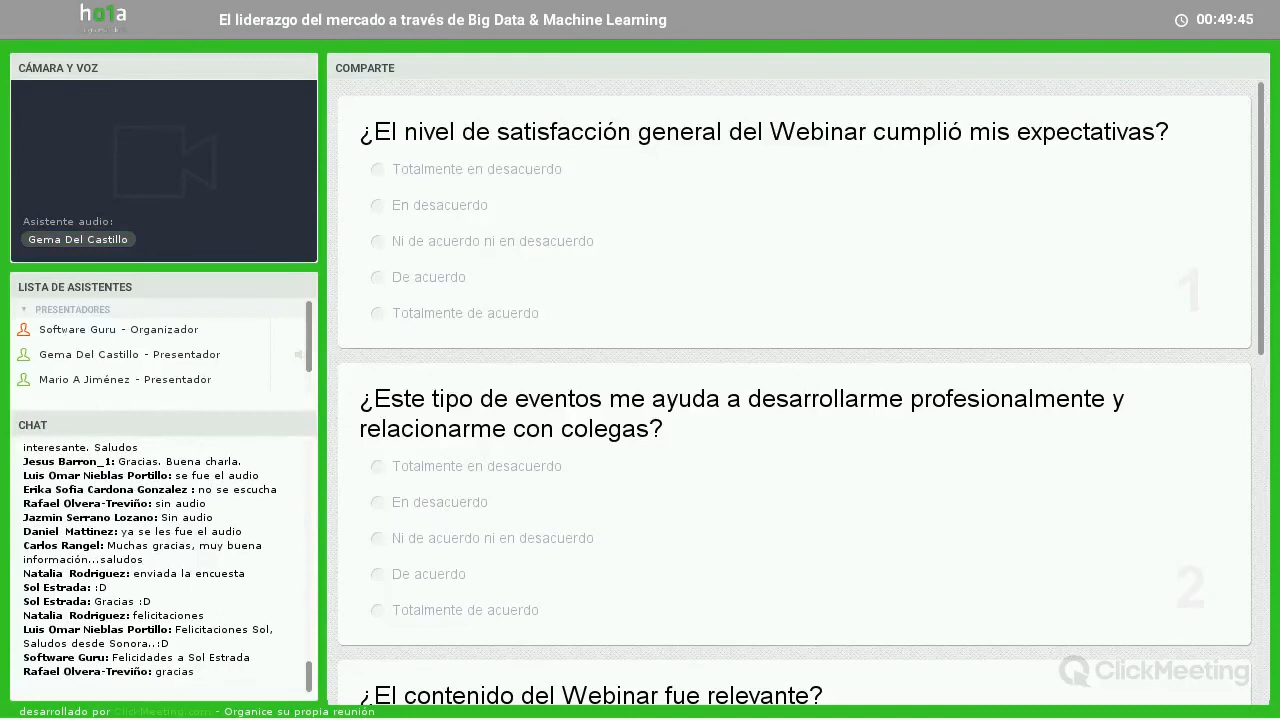 ho1a
El liderazgo del mercado a través de Big Data & Machine Learning
00:49:45
CÁMARA Y VOZ
Asistente audio:
Gema Del Castillo
LISTA DE ASISTENTES
PRESENTADORES
Software Guru - Organizador
Gema Del Castillo - Presentador
Mario A Jiménez - Presentador
CHAT
interesante. Saludos
Jesus Barron_1: Gracias. Buena charla.
Luis Omar Nieblas Portillo: se fue el audio
Erika Sofia Cardona Gonzalez : no se escucha
Rafael Olvera-Treviño: sin audio
Jazmin Serrano Lozano: Sin audio
Daniel Mattinez: ya se les fue el audio
Carlos Rangel: Muchas gracias, muy buena
información...saludos
Natalia Rodriguez: enviada la encuesta
Sol Estrada: :D
Sol Estrada: Gracias :D
Natalia Rodriguez: felicitaciones
Luis Omar Nieblas Portillo: Felicitaciones Sol,
Saludos desde Sonora..:D
Software Guru: Felicidades a Sol Estrada
Rafael Olvera-Treviño: gracias
COMPARTE
¿El nivel de satisfacción general del Webinar cumplió mis expectativas?
Totalmente en desacuerdo
En desacuerdo
Ni de acuerdo ni en desacuerdo
De acuerdo
Totalmente de acuerdo
1
¿Este tipo de eventos me ayuda a desarrollarme profesionalmente y
relacionarme con colegas?
Totalmente en desacuerdo
En desacuerdo
Ni de acuerdo ni en desacuerdo
De acuerdo
Totalmente de acuerdo
2
¿El contenido del Webinar fue relevante?
ClickMeeting
desarrollado por ClickMeeting.com - Organice su propia reunión